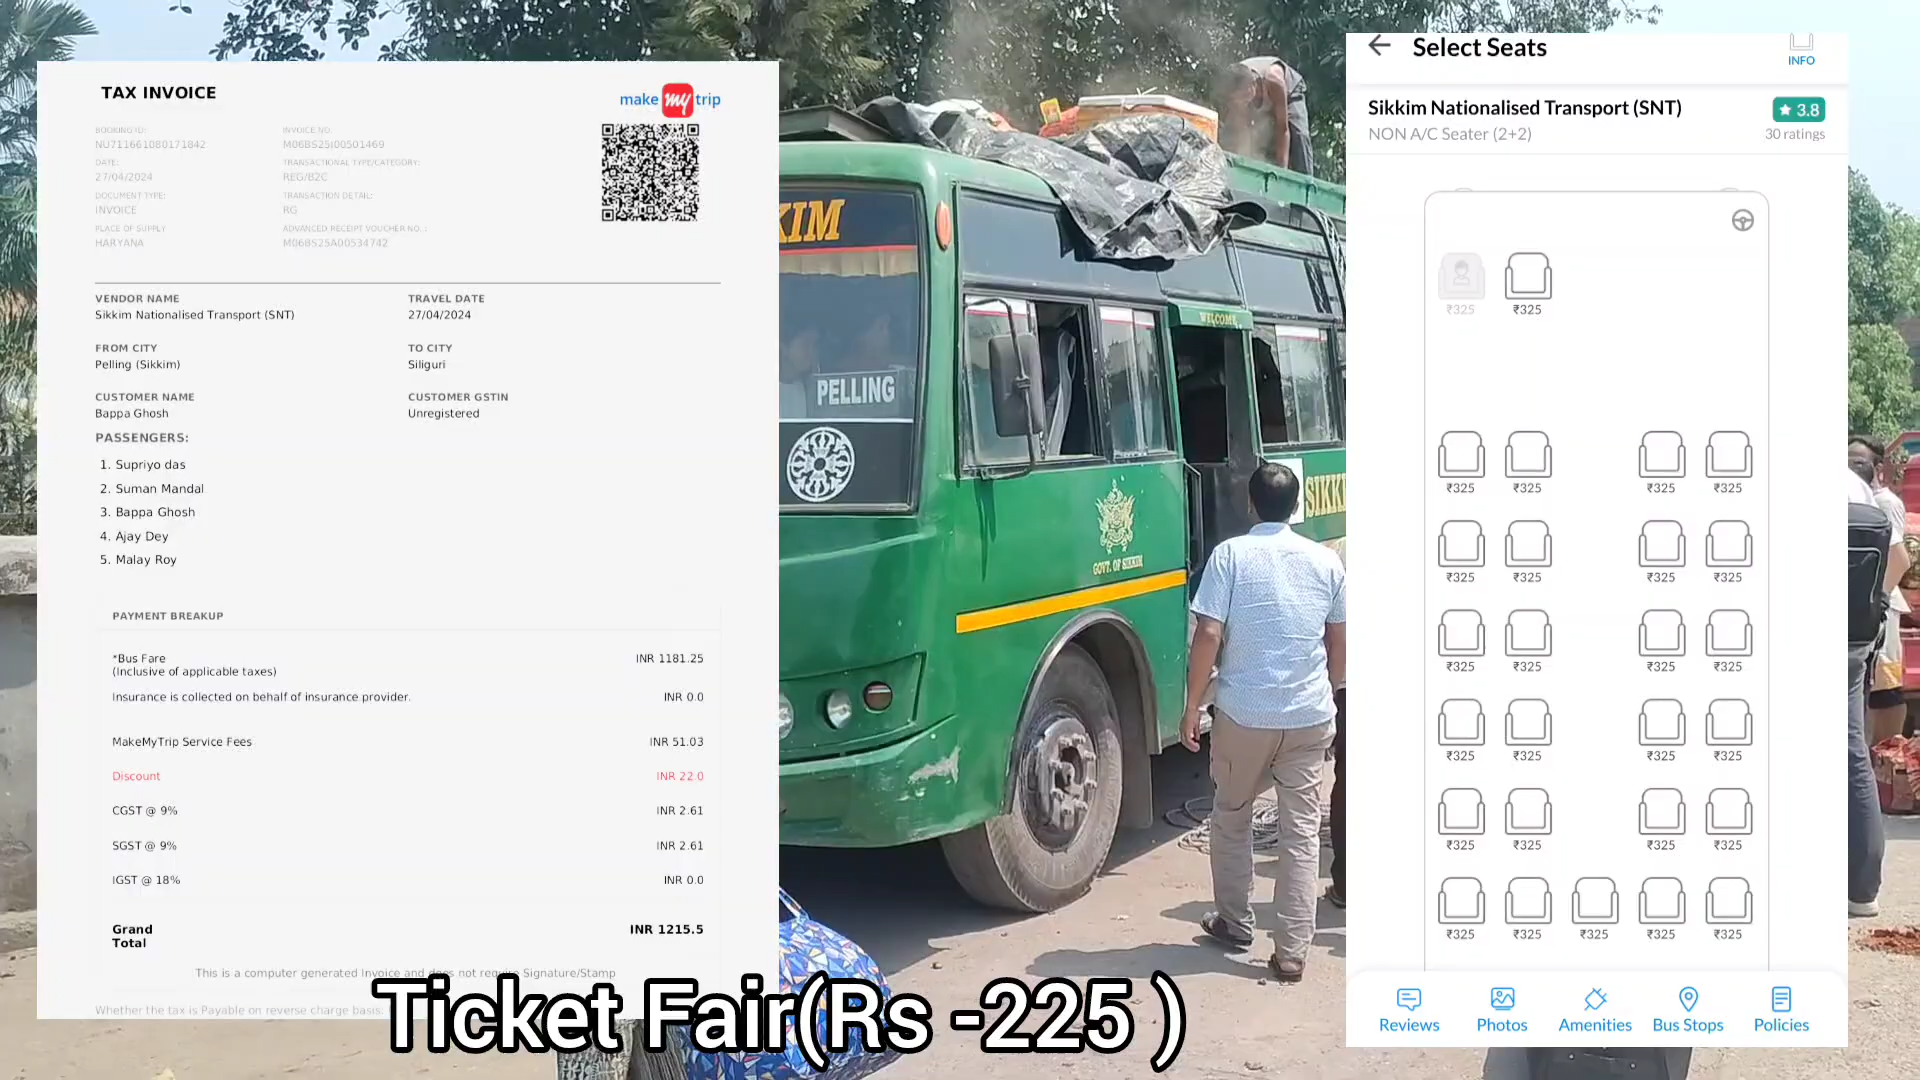 TAX INVOICE
make my trip
BOOKING ID:
INVOICE NO:
NU711661080171842
M06BS25I00501469
DATE:
TRANSACTIONAL TYPE/CATEGORY:
27/04/2024
REG/B2C
DOCUMENT TYPE:
TRANSACTION DETAIL:
INVOICE
RG
PLACE OF SUPPLY
ADVANCED RECEIPT VOUCHER NO.:
HARYANA
M06BS25A00534742
VENDOR NAME
TRAVEL DATE
Sikkim Nationalised Transport (SNT)
27/04/2024
FROM CITY
TO CITY
Pelling (Sikkim)
Siliguri
CUSTOMER NAME
CUSTOMER GSTIN
Bappa Ghosh
Unregistered
PASSENGERS:
1. Supriyo das
2. Suman Mandal
3. Bappa Ghosh
4. Ajay Dey
5. Malay Roy
PAYMENT BREAKUP
*Bus Fare INR 1181.25
(Inclusive of applicable taxes)
Insurance is collected on behalf of insurance provider. INR 0.0
MakeMyTrip Service Fees INR 51.03
Discount INR 22.0
CGST @ 9% INR 2.61
SGST @ 9% INR 2.61
IGST @ 18% INR 0.0
Grand INR 1215.5
Total
This is a computer generated Invoice and does not require Signature/Stamp
Whether the tax is Payable on reverse charge basis.
KIM
PELLING
WELCOME
GOVT. OF SIKKIM
SIKKI
Select Seats
INFO
Sikkim Nationalised Transport (SNT)
3.8
NON A/C Seater (2+2)
30 ratings
₹325 ₹325
₹325 ₹325 ₹325 ₹325
₹325 ₹325 ₹325 ₹325
₹325 ₹325 ₹325 ₹325
₹325 ₹325 ₹325 ₹325
₹325 ₹325 ₹325 ₹325
₹325 ₹325 ₹325 ₹325 ₹325
Reviews Photos Amenities Bus Stops Policies
Ticket Fair(Rs -225 )